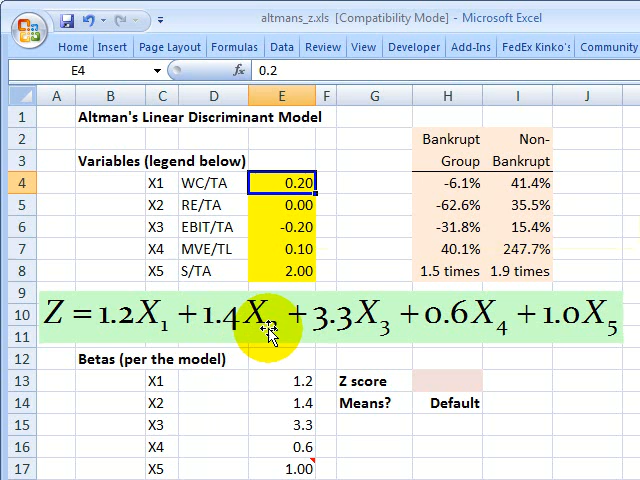 altmans_z.xls [Compatibility Mode] - Microsoft Excel
Home Insert Page Layout Formulas Data Review View Developer Add-Ins FedEx Kinko's Community
E4 fx 0.2
A B C D E F G H I J
1 Altman's Linear Discriminant Model
2 Bankrupt Non-
3 Variables (legend below) Group Bankrupt
4 X1 WC/TA 0.20 -6.1% 41.4%
5 X2 RE/TA 0.00 -62.6% 35.5%
6 X3 EBIT/TA -0.20 -31.8% 15.4%
7 X4 MVE/TL 0.10 40.1% 247.7%
8 X5 S/TA 2.00 1.5 times 1.9 times
9
10 Z = 1.2X1 + 1.4X2 + 3.3X3 + 0.6X4 + 1.0X5
11
12 Betas (per the model)
13 X1 1.2 Z score
14 X2 1.4 Means? Default
15 X3 3.3
16 X4 0.6
17 X5 1.00